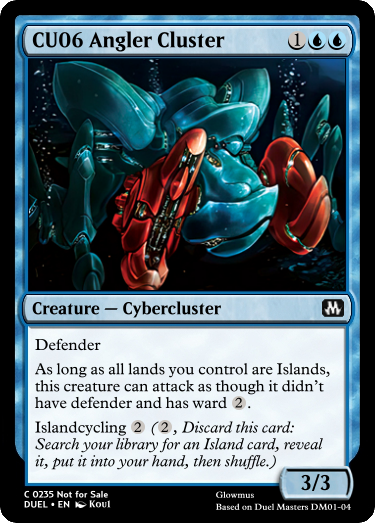 CU06 Angler Cluster 1
Creature — Cybercluster
Defender
As long as all lands you control are Islands,
this creature can attack as though it didn't
have defender and has ward 2.
Islandcycling 2 (2, Discard this card:
Search your library for an Island card, reveal
it, put it into your hand, then shuffle.)
3/3
C 0235 Not for Sale
DUEL • EN Koul
Glowmus
Based on Duel Masters DM01-04